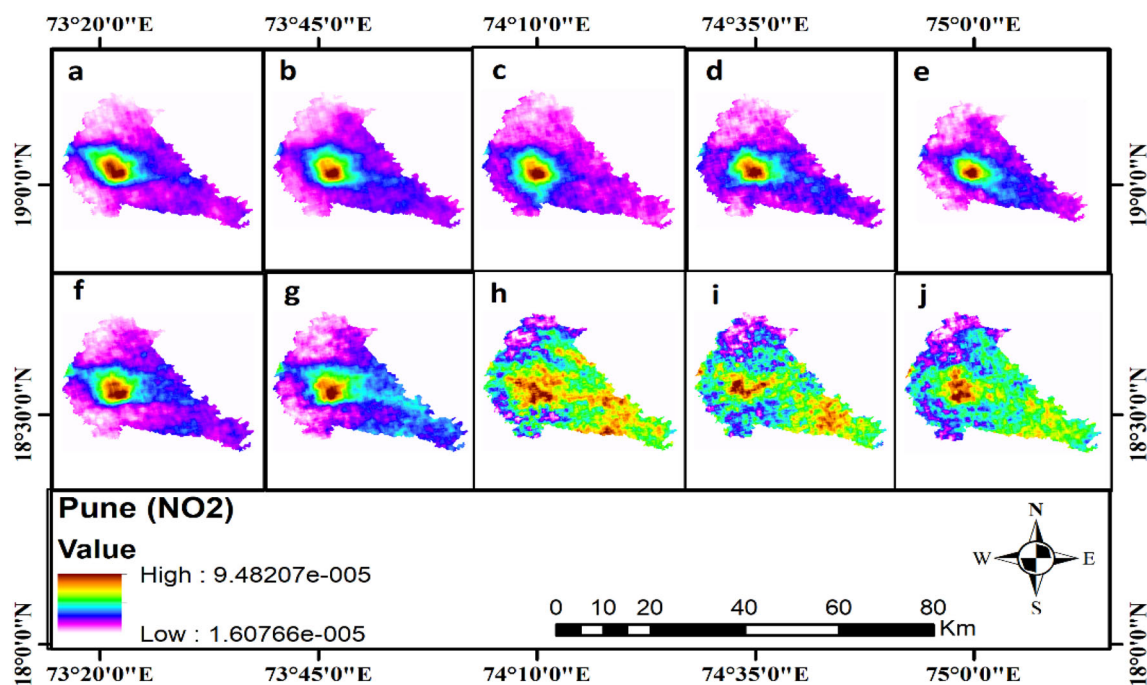 73°20'0"E 73°45'0"E 74°10'0"E 74°35'0"E 75°0'0"E
a b c d e
19°0'0"N 19°0'0"N
f g h i j
18°30'0"N 18°30'0"N
Pune (NO2)
Value
High : 9.48207e-005
Low : 1.60766e-005
N
W E
S
0 10 20 40 60 80
Km
18°0'0"N 18°0'0"N
73°20'0"E 73°45'0"E 74°10'0"E 74°35'0"E 75°0'0"E